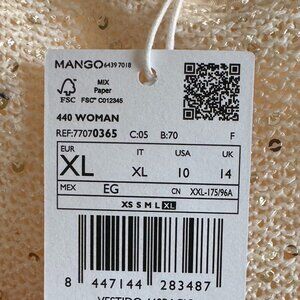 MANGO 6439 7018
MIX
Paper
FSC
FSC® C012345
440 WOMAN
REF:77070365 C:05 B:70 F
EUR IT USA UK
XL XL 10 14
MEX EG CN XXL-175/96A
XS S M L XL
8 447144 283487
VESTIDO